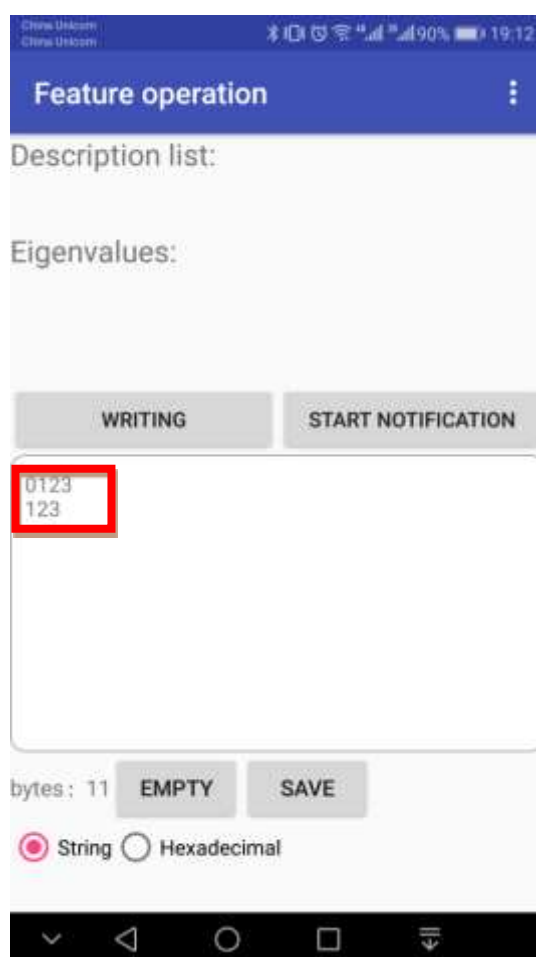 China Unicom
China Unicom
90% 19:12
Feature operation
Description list:
Eigenvalues:
WRITING START NOTIFICATION
0123
123
bytes: 11 EMPTY SAVE
String Hexadecimal